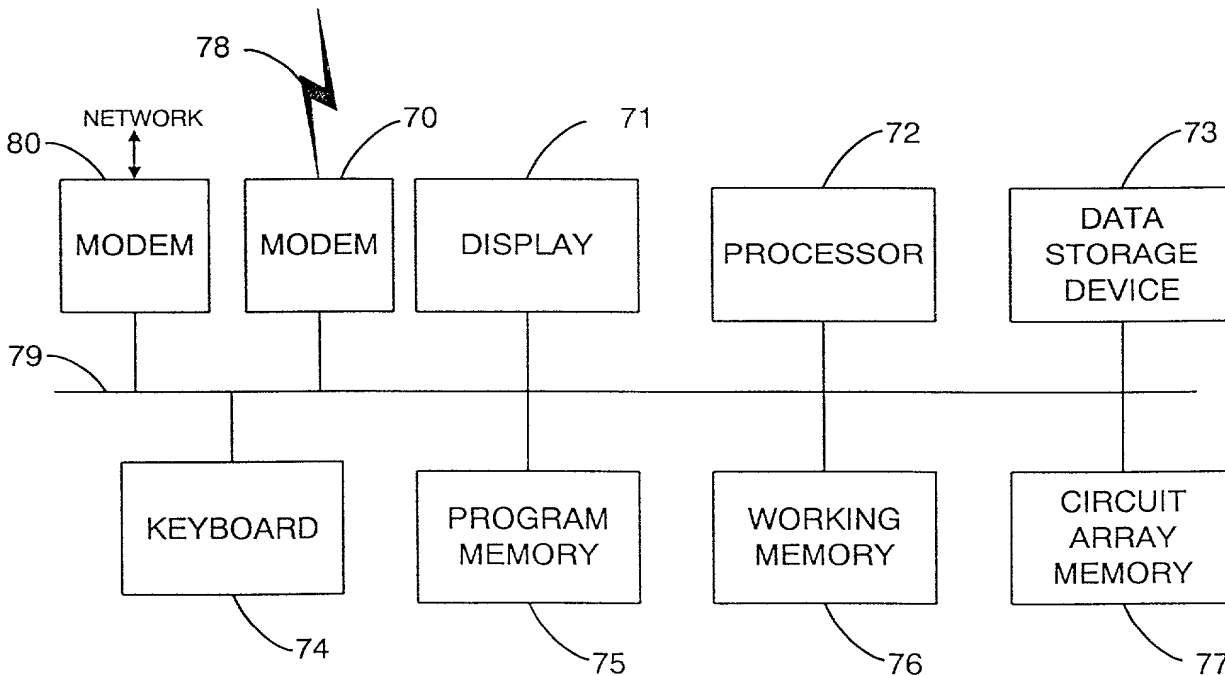 78
NETWORK
80
70
71
72
73
MODEM
MODEM
DISPLAY
PROCESSOR
DATA
STORAGE
DEVICE
79
KEYBOARD
PROGRAM
MEMORY
WORKING
MEMORY
CIRCUIT
ARRAY
MEMORY
74
75
76
77